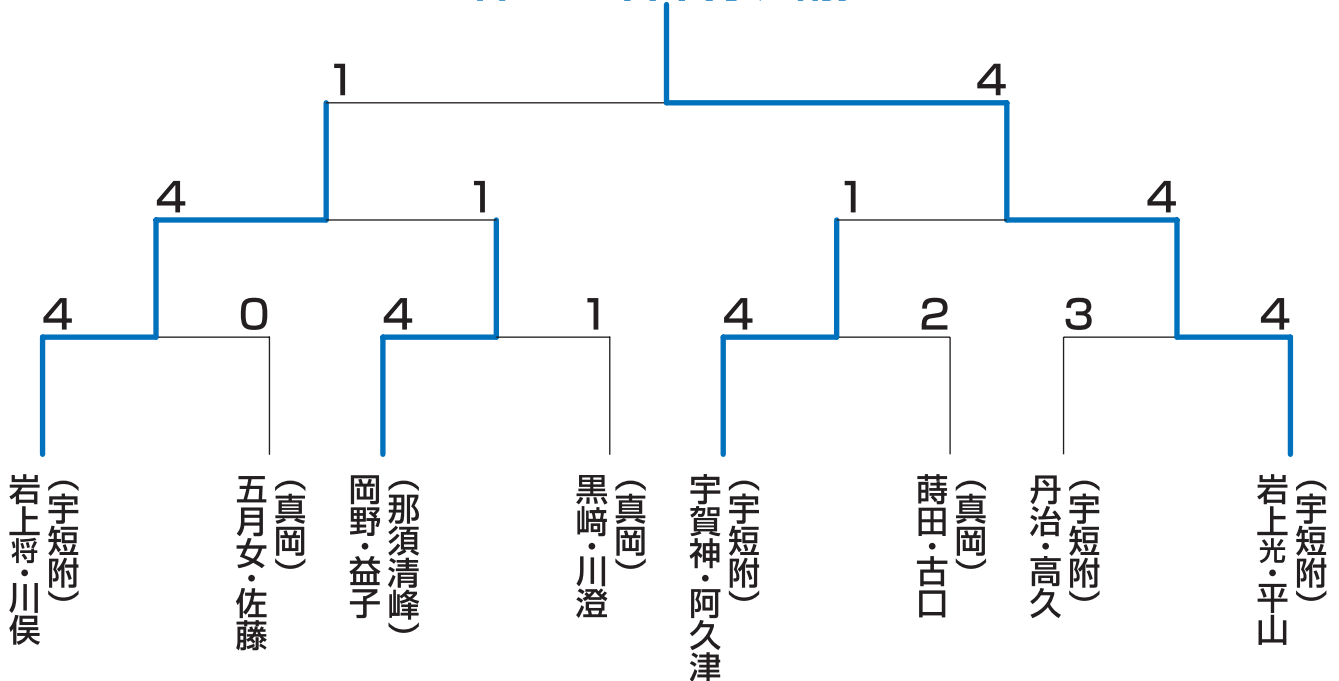 1
4
4
1
1
4
4
0
4
1
4
2
3
4
岩上将・川俣
(宇短附)
五月女・佐藤
(真岡)
岡野・益子
(那須清峰)
黒﨑・川澄
(真岡)
宇賀神・阿久津
(宇短附)
蒔田・古口
(真岡)
丹治・高久
(宇短附)
岩上光・平山
(宇短附)